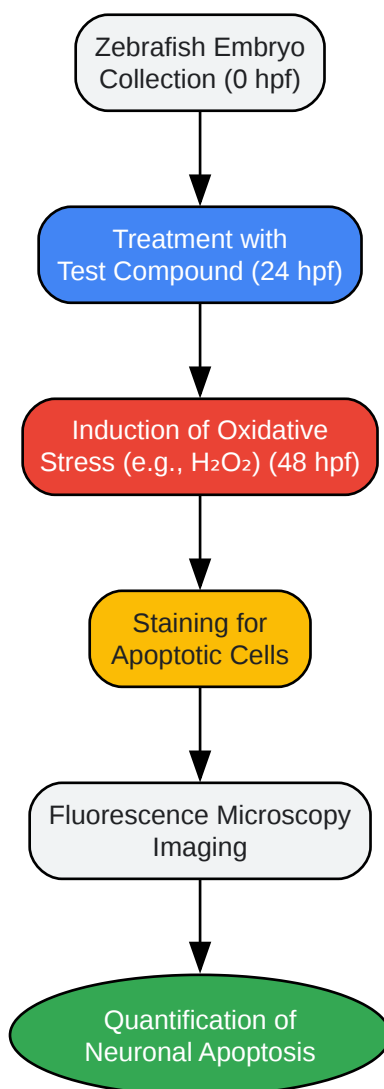 Zebrafish Embryo
Collection (0 hpf)
Treatment with
Test Compound (24 hpf)
Induction of Oxidative
Stress (e.g., H₂O₂) (48 hpf)
Staining for
Apoptotic Cells
Fluorescence Microscopy
Imaging
Quantification of
Neuronal Apoptosis